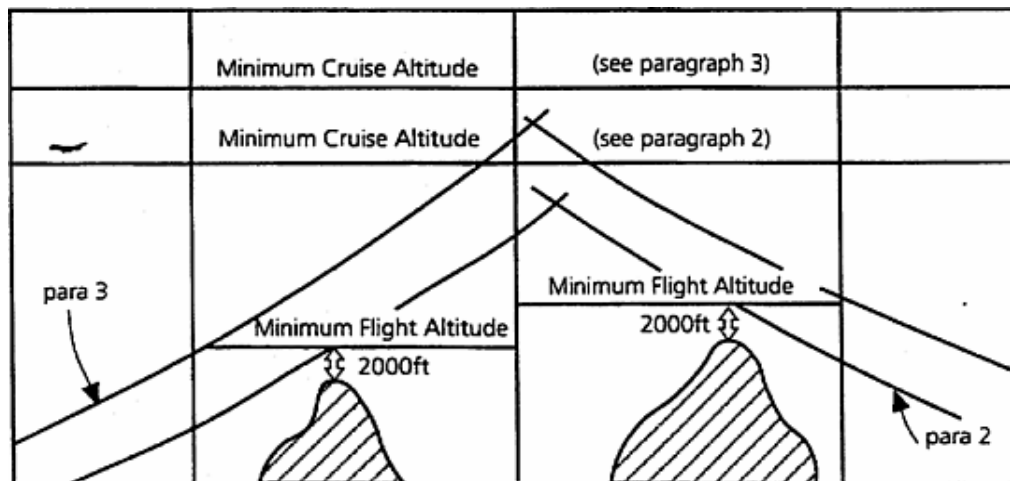 Minimum Cruise Altitude (see paragraph 3)
Minimum Cruise Altitude (see paragraph 2)
para 3
Minimum Flight Altitude
2000ft
Minimum Flight Altitude
2000ft
para 2